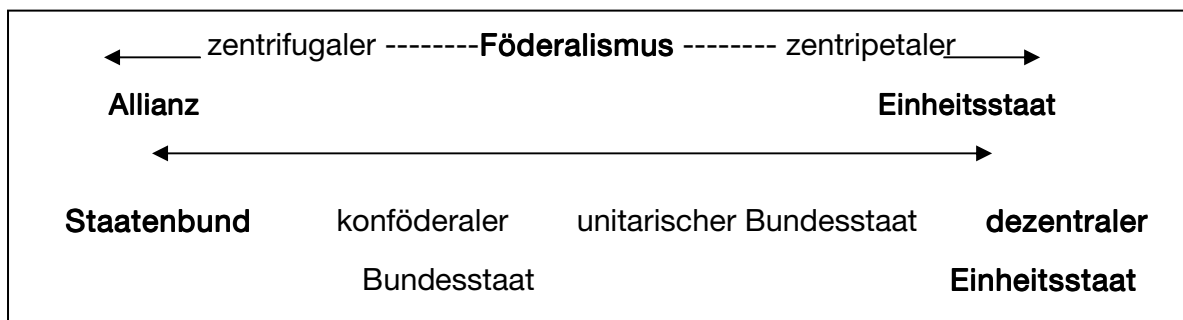 zentrifugaler --------Föderalismus -------- zentripetaler
Allianz Einheitsstaat
Staatenbund konföderaler unitarischer Bundesstaat dezentraler
Bundesstaat Einheitsstaat